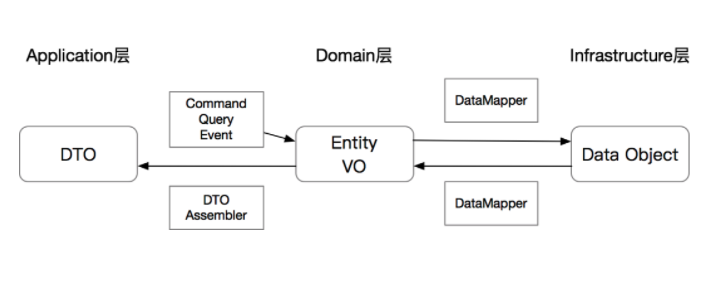 Application层
Domain层
Infrastructure层
Command
Query
Event
DataMapper
DTO
Entity
VO
Data Object
DTO
Assembler
DataMapper